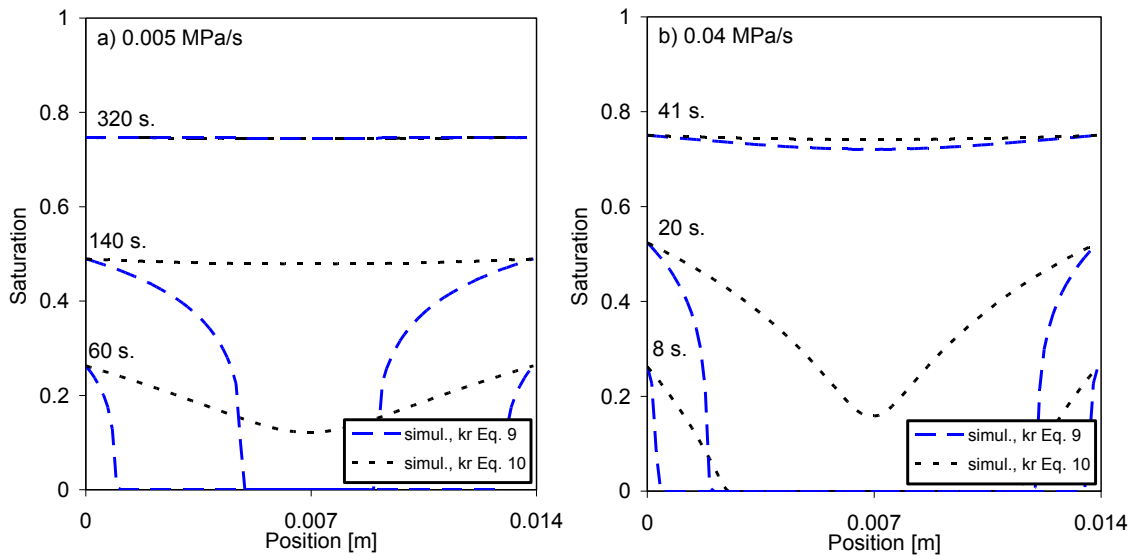 a) 0.005 MPa/s
1
0.8
0.6
0.4
0.2
0
Saturation
320 s.
140 s.
60 s.
simul., kr Eq. 9
simul., kr Eq. 10
0
0.007
0.014
Position [m]
b) 0.04 MPa/s
1
0.8
0.6
0.4
0.2
0
Saturation
41 s.
20 s.
8 s.
simul., kr Eq. 9
simul., kr Eq. 10
0
0.007
0.014
Position [m]